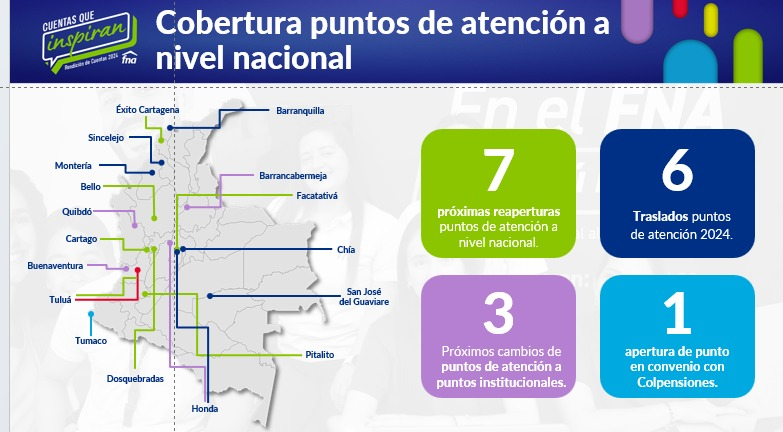 CUENTAS QUE
inspiran
Rendición de Cuentas 2024
fna
Cobertura puntos de atención a
nivel nacional
En el FNA
Éxito Cartagena
Barranquilla
Sincelejo
Montería
Barrancabermeja
Bello
Facatativá
Quibdó
Cartago
Chía
Buenaventura
San José
del Guaviare
Tuluá
Tumaco
Pitalito
Dosquebradas
Honda
7
próximas reaperturas
puntos de atención a
nivel nacional.
6
Traslados puntos
de atención 2024.
3
Próximos cambios de
puntos de atención a
puntos institucionales.
1
apertura de punto
en convenio con
Colpensiones.